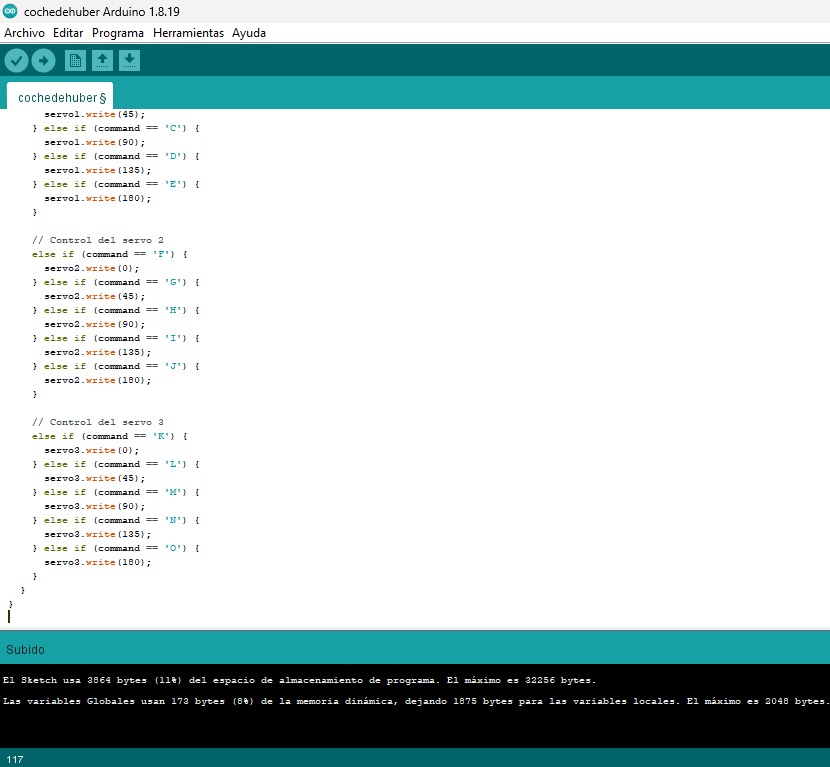 cochedehuber Arduino 1.8.19
Archivo Editar Programa Herramientas Ayuda
cochedehuber §
servo1.write(45);
} else if (command == 'C') {
servo1.write(90);
} else if (command == 'D') {
servo1.write(135);
} else if (command == 'E') {
servo1.write(180);
}
// Control del servo 2
else if (command == 'F') {
servo2.write(0);
} else if (command == 'G') {
servo2.write(45);
} else if (command == 'H') {
servo2.write(90);
} else if (command == 'I') {
servo2.write(135);
} else if (command == 'J') {
servo2.write(180);
}
// Control del servo 3
else if (command == 'K') {
servo3.write(0);
} else if (command == 'L') {
servo3.write(45);
} else if (command == 'M') {
servo3.write(90);
} else if (command == 'N') {
servo3.write(135);
} else if (command == 'O') {
servo3.write(180);
}
}
}
Subido
El Sketch usa 3864 bytes (11%) del espacio de almacenamiento de programa. El máximo es 32256 bytes.
Las variables Globales usan 173 bytes (8%) de la memoria dinámica, dejando 1875 bytes para las variables locales. El máximo es 2048 bytes.
117